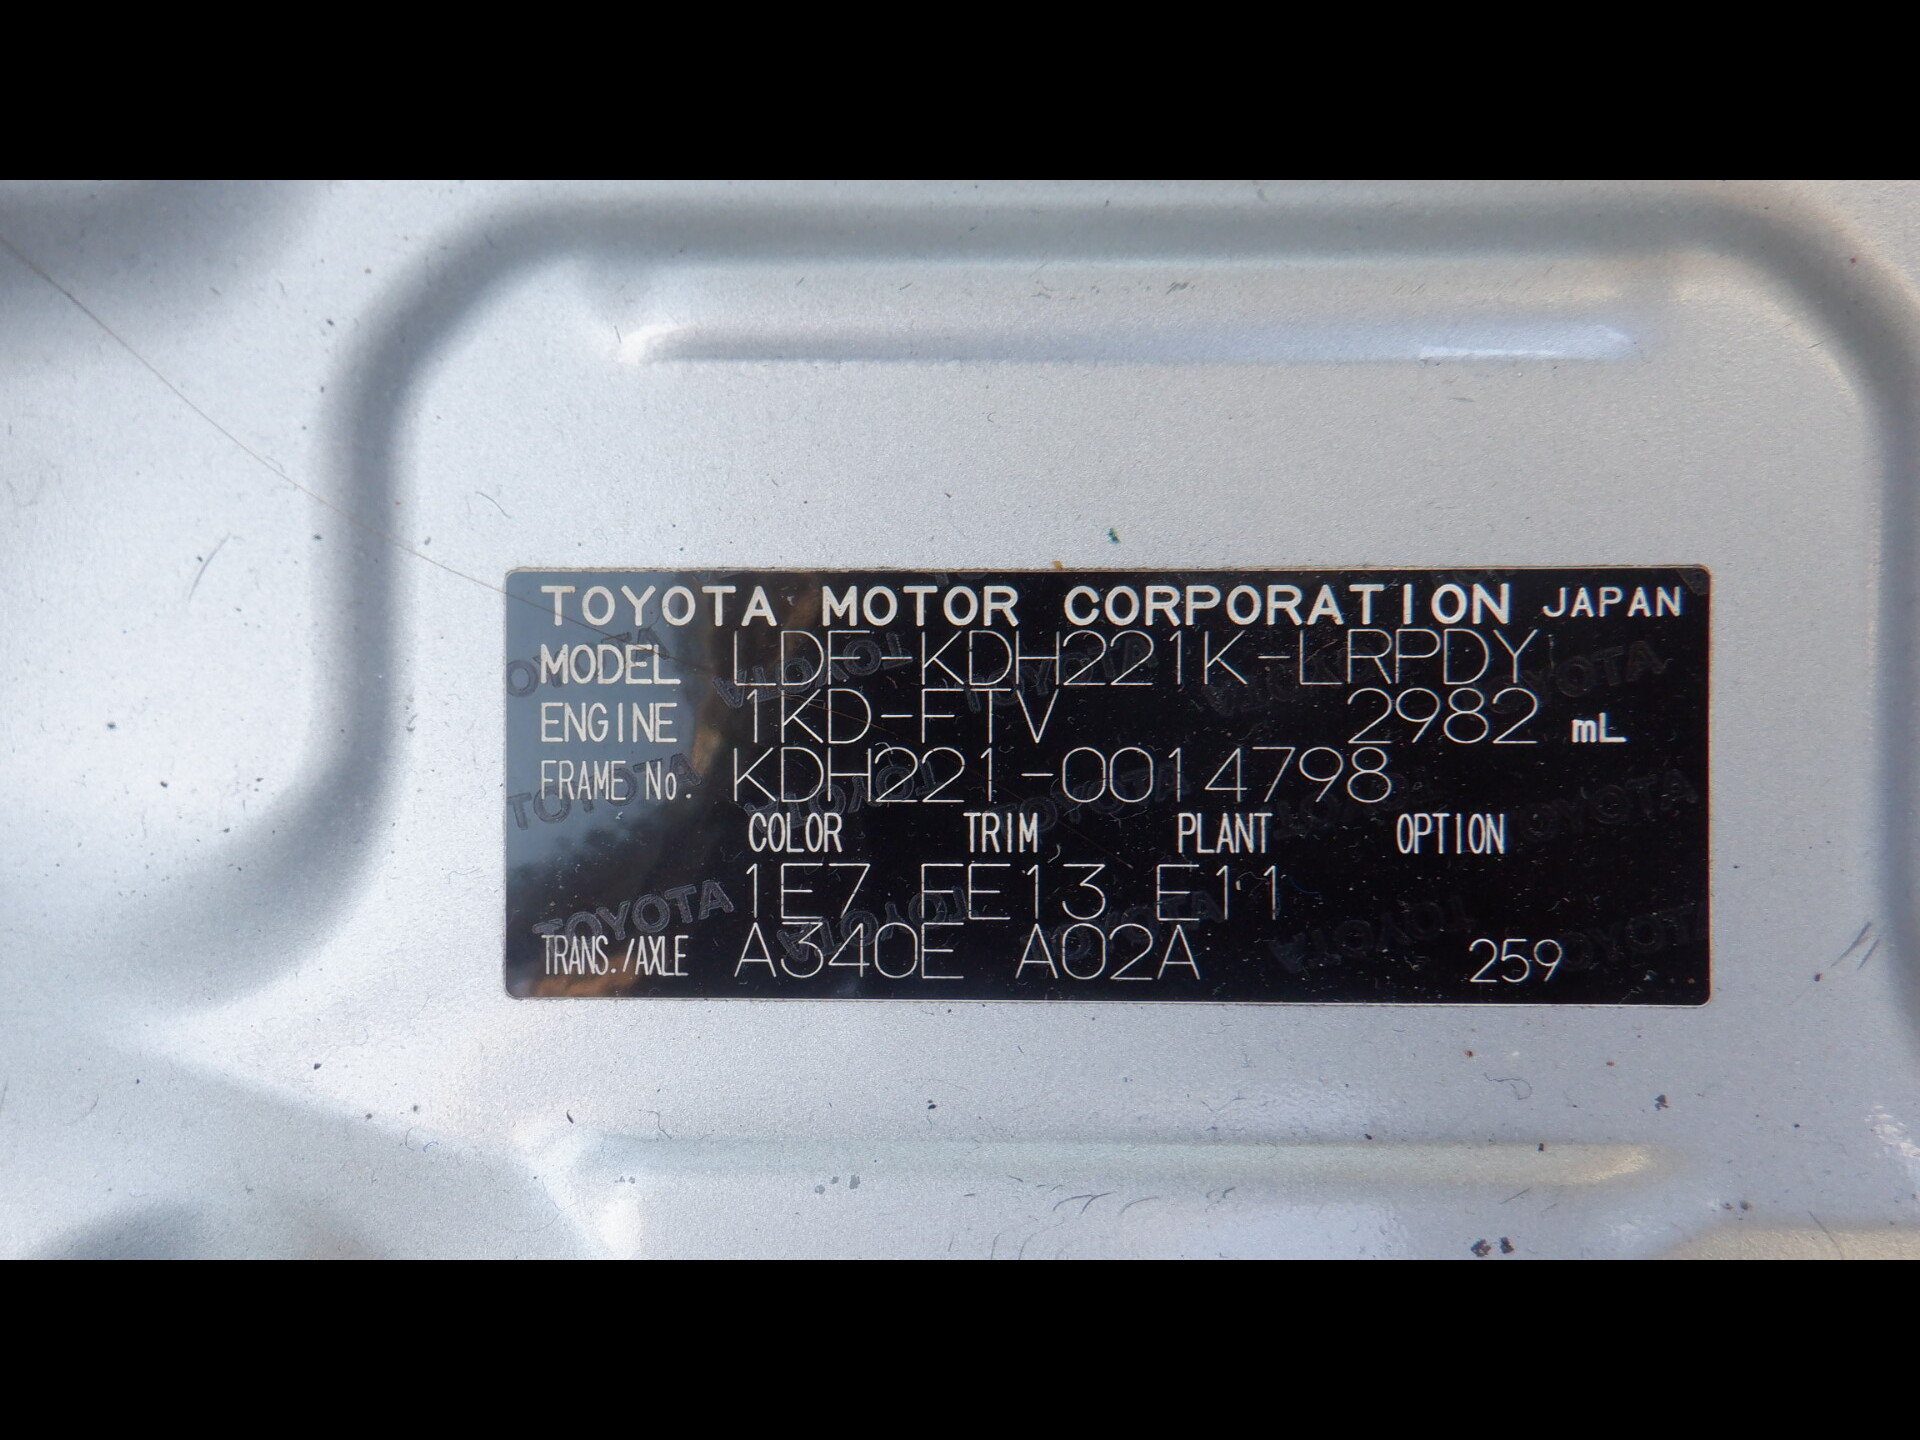 TOYOTA MOTOR CORPORATION JAPAN
MODEL LDF-KDH221K-LRPDY
ENGINE 1KD-FTV 2982 mL
FRAME No. KDH221-0014798
COLOR TRIM PLANT OPTION
1E7 EE13 E11
TRANS./AXLE A340E A02A 259